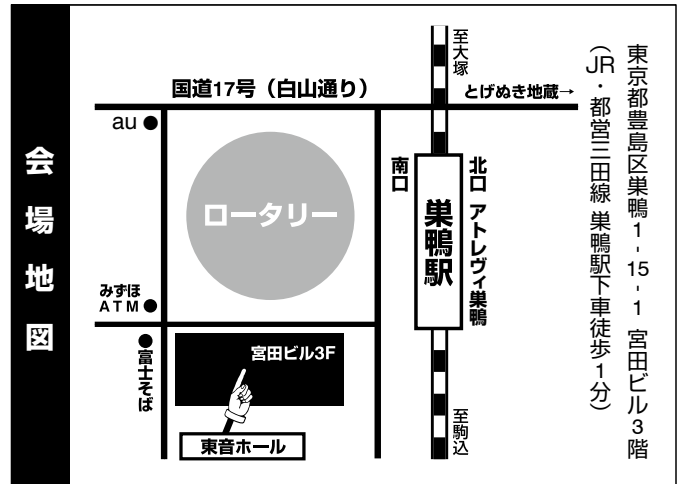 会場地図
東京都豊島区巣鴨1-15-1 宮田ビル3階
（JR・都営三田線 巣鴨駅下車徒歩1分）
至大塚
国道17号（白山通り）
とげぬき地蔵→
au
南口
北口 アトレヴィ巣鴨
巣鴨駅
ロータリー
みずほ
ATM
富士そば
宮田ビル3F
東音ホール
至駒込